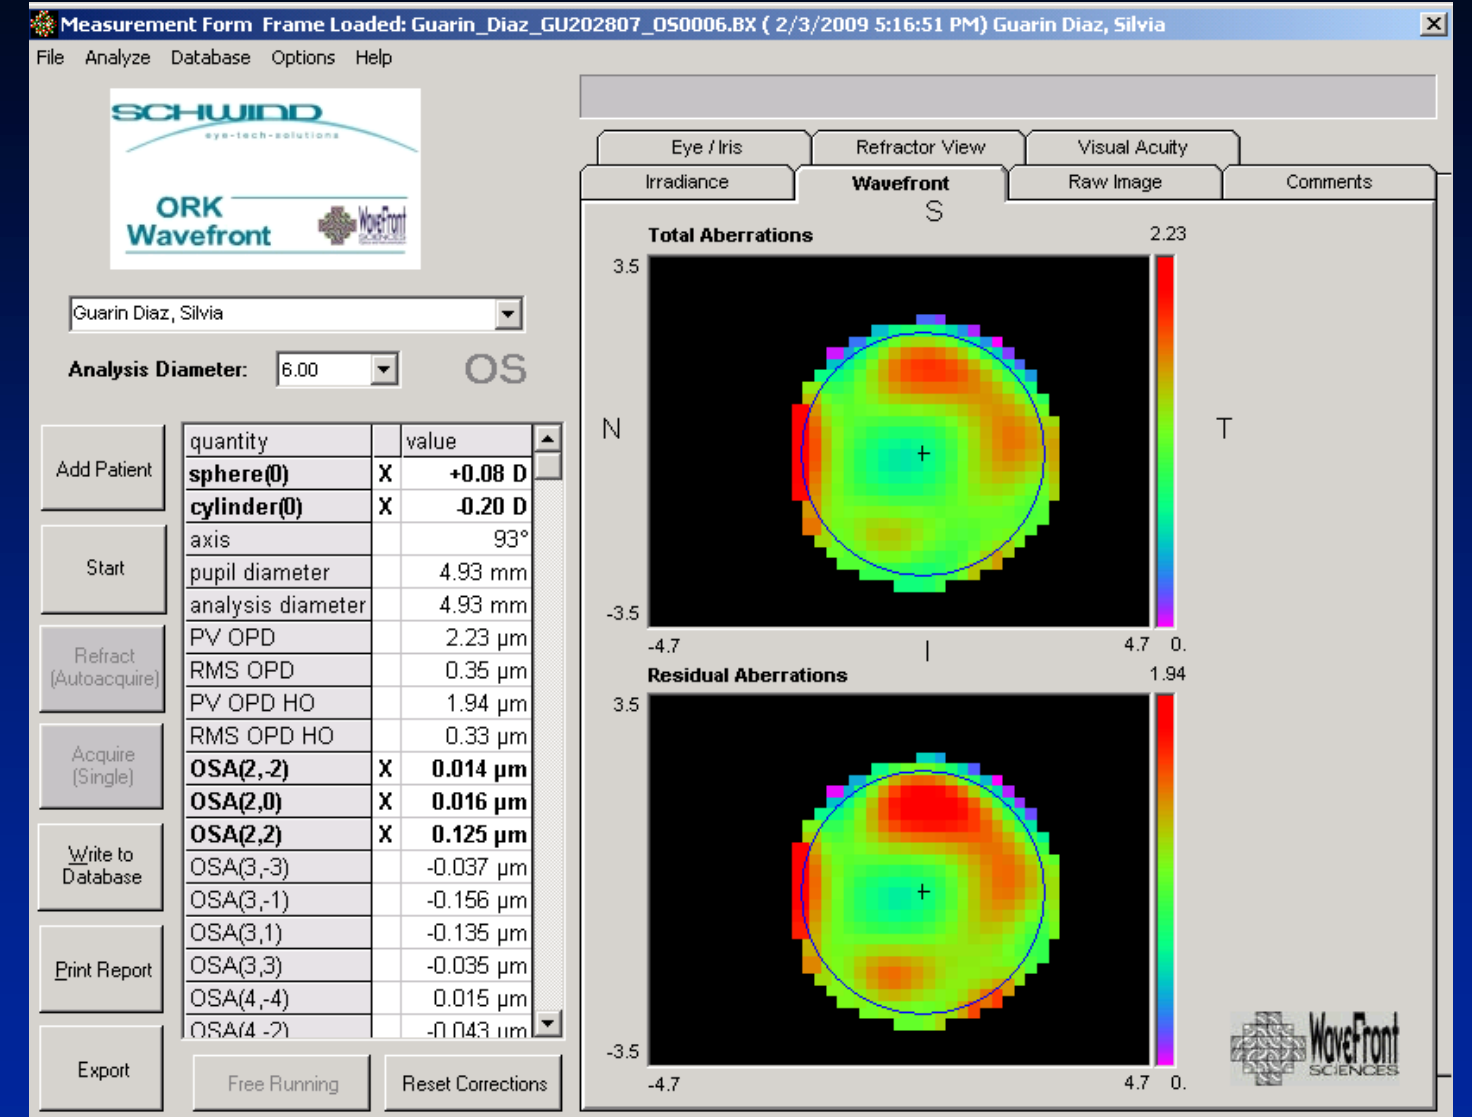 Measurement Form  Frame Loaded: Guarin_Diaz_GU202807_OS0006.BX ( 2/3/2009 5:16:51 PM) Guarin Diaz, Silvia
File Analyze Database Options Help
SCHWIND
eye-tech-solutions
ORK
Wavefront
WaveFront
SCIENCES
Guarin Diaz, Silvia
Analysis Diameter: 6.00 OS
Add Patient
Start
Refract
(Autoacquire)
Acquire
(Single)
Write to
Database
Print Report
Export
quantity value
sphere(0) X +0.08 D
cylinder(0) X -0.20 D
axis 93°
pupil diameter 4.93 mm
analysis diameter 4.93 mm
PV OPD 2.23 µm
RMS OPD 0.35 µm
PV OPD HO 1.94 µm
RMS OPD HO 0.33 µm
OSA(2,-2) X 0.014 µm
OSA(2,0) X 0.016 µm
OSA(2,2) X 0.125 µm
OSA(3,-3) -0.037 µm
OSA(3,-1) -0.156 µm
OSA(3,1) -0.135 µm
OSA(3,3) -0.035 µm
OSA(4,-4) 0.015 µm
OSA(4,-2) -0.043 µm
Free Running Reset Corrections
Eye / Iris Refractor View Visual Acuity
Irradiance Wavefront Raw Image Comments
S
Total Aberrations 2.23
3.5
N T
-3.5
-4.7 | 4.7 0.
Residual Aberrations 1.94
3.5
-3.5
-4.7 4.7 0.
WaveFront
SCIENCES